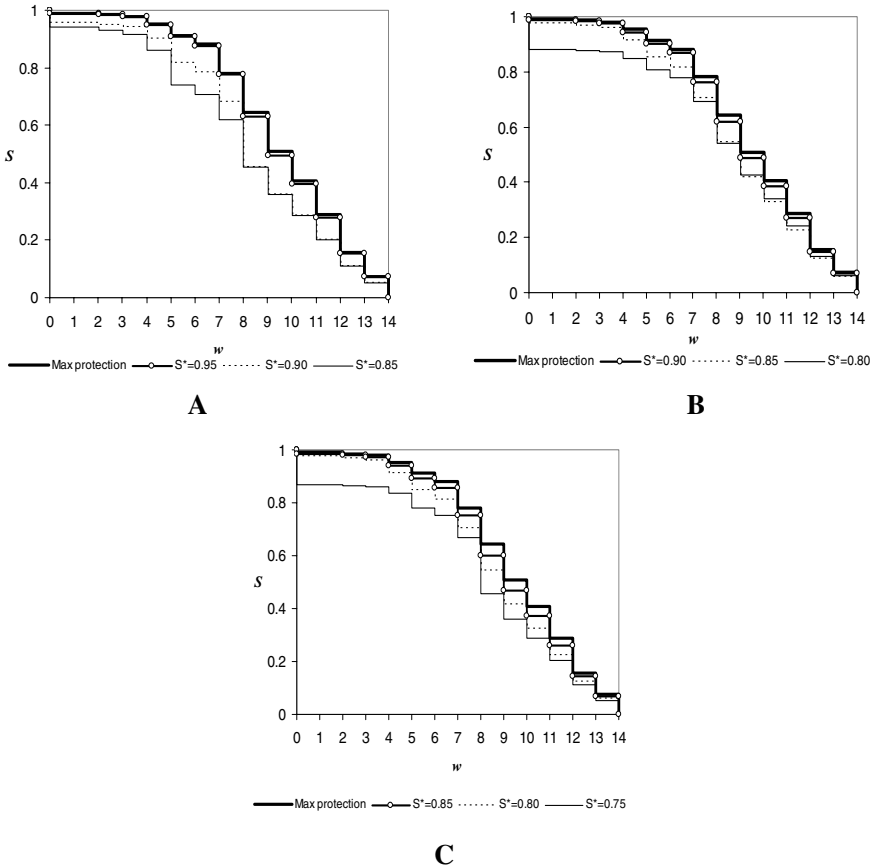 1
0.8
0.6
S
0.4
0.2
0
0 1 2 3 4 5 6 7 8 9 10 11 12 13 14
w
Max protection S*=0.95 S*=0.90 S*=0.85
A
1
0.8
0.6
S
0.4
0.2
0
0 1 2 3 4 5 6 7 8 9 10 11 12 13 14
w
Max protection S*=0.90 S*=0.85 S*=0.80
B
1
0.8
0.6
S
0.4
0.2
0
0 1 2 3 4 5 6 7 8 9 10 11 12 13 14
w
Max protection S*=0.85 S*=0.80 S*=0.75
C